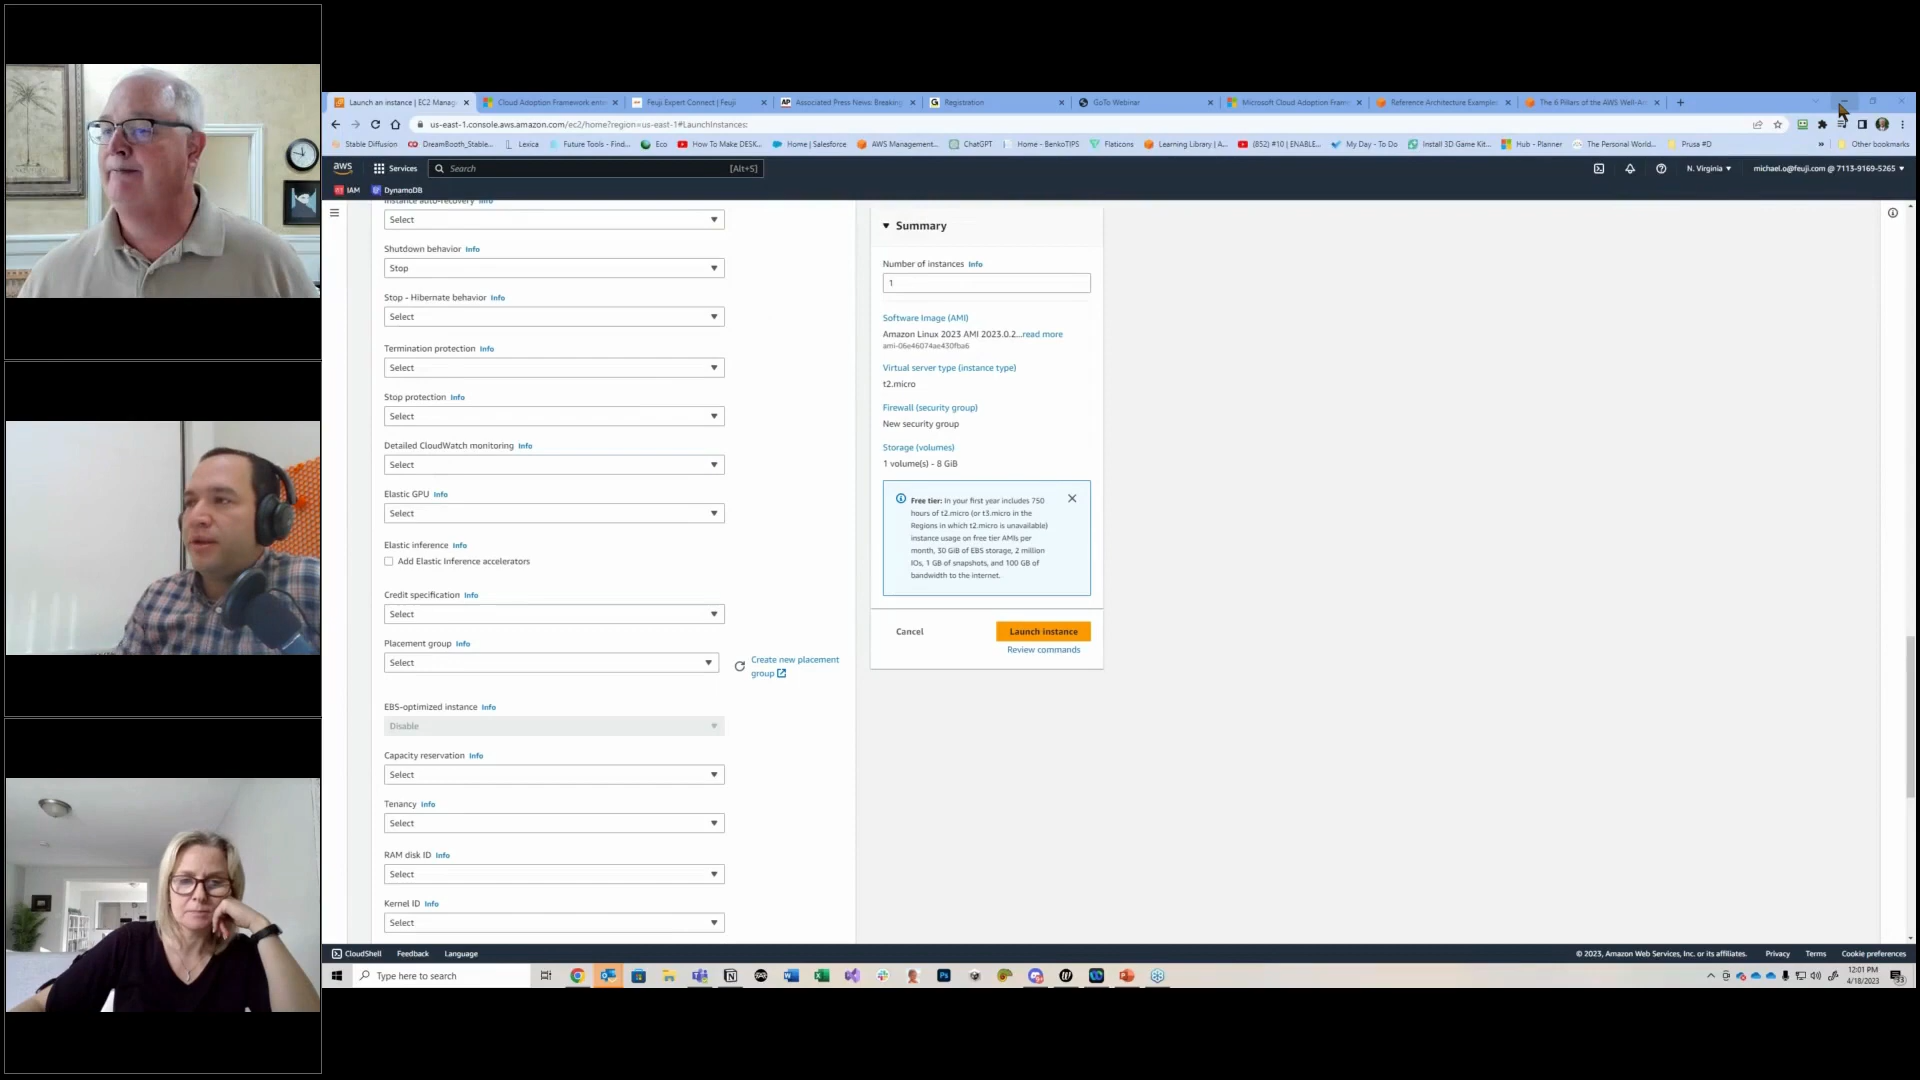 Launch an instance | EC2 Manag
Cloud Adoption Framework ente
Feuji Expert Connect | Feuji
AP Associated Press News: Breaking
G Registration
GoTo Webinar
Microsoft Cloud Adoption Fram
Reference Architecture Example
The 6 Pillars of the AWS Well-Ar
us-east-1.console.aws.amazon.com/ec2/home?region=us-east-1#LaunchInstances:
Stable Diffusion
DreamBooth_Stable...
Lexica
Future Tools - Find...
Eco
How To Make DESK...
Home | Salesforce
AWS Management...
ChatGPT
Home - BenkoTIPS
Flaticons
Learning Library | A...
(852) #10 | ENABLE...
My Day - To Do
Install 3D Game Kit...
Hub - Planner
The Personal World...
Prusa #D
Other bookmarks
aws
Services
Search
[Alt+S]
N. Virginia
michael.o@feuji.com @ 7113-9169-5265
IAM
DynamoDB
Instance auto-recovery Info
Select
Shutdown behavior Info
Stop
Stop - Hibernate behavior Info
Select
Termination protection Info
Select
Stop protection Info
Select
Detailed CloudWatch monitoring Info
Select
Elastic GPU Info
Select
Elastic inference Info
Add Elastic Inference accelerators
Credit specification Info
Select
Placement group Info
Select
Create new placement
group
EBS-optimized instance Info
Disable
Capacity reservation Info
Select
Tenancy Info
Select
RAM disk ID Info
Select
Kernel ID Info
Select
Summary
Number of instances Info
1
Software Image (AMI)
Amazon Linux 2023 AMI 2023.0.2...read more
ami-06e46074ae430fba6
Virtual server type (instance type)
t2.micro
Firewall (security group)
New security group
Storage (volumes)
1 volume(s) - 8 GiB
Free tier: In your first year includes 750
hours of t2.micro (or t3.micro in the
Regions in which t2.micro is unavailable)
instance usage on free tier AMIs per
month, 30 GiB of EBS storage, 2 million
IOs, 1 GB of snapshots, and 100 GB of
bandwidth to the internet.
Cancel
Launch instance
Review commands
CloudShell
Feedback
Language
© 2023, Amazon Web Services, Inc. or its affiliates.
Privacy
Terms
Cookie preferences
Type here to search
12:01 PM
4/18/2023